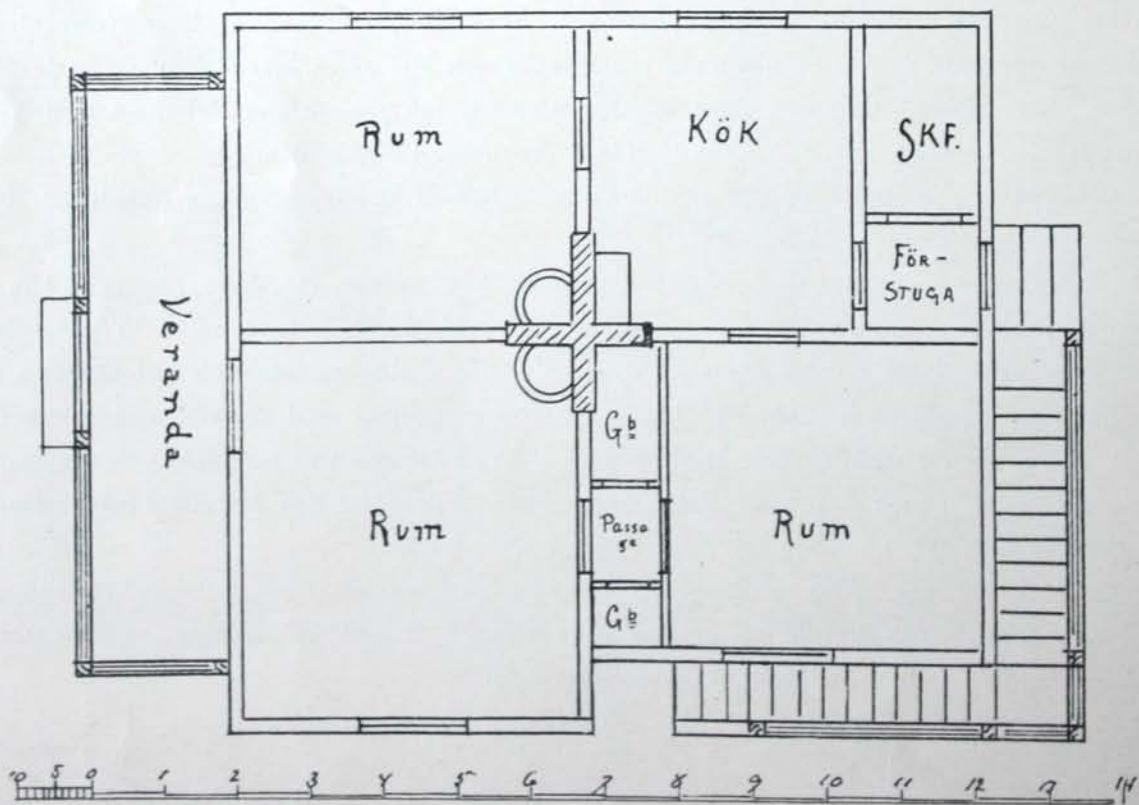 Rum
KÖK
SKF.
FÖR-
STUGA
Veranda
Gb
Rum
Passa
ge
Rum
Gb
10 5 0 1 2 3 4 5 6 7 8 9 10 11 12 13 14